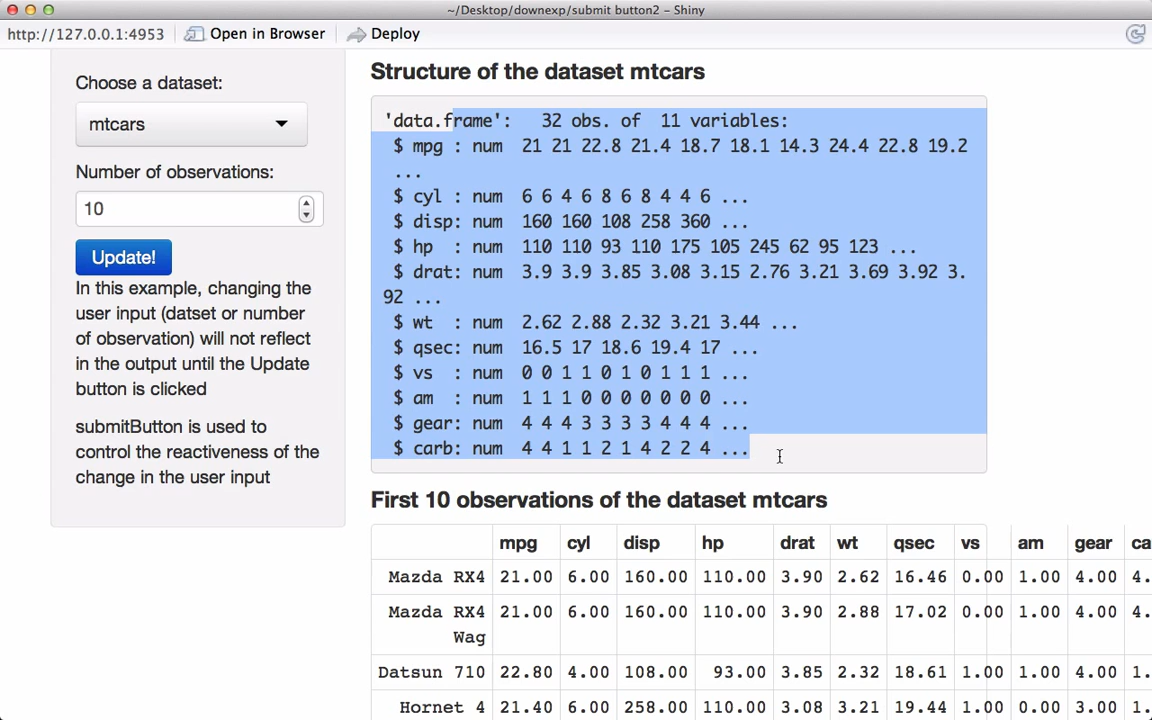 ~/Desktop/downexp/submit button2 – Shiny
http://127.0.0.1:4953 Open in Browser Deploy
Choose a dataset:
mtcars
Number of observations:
10
Update!
In this example, changing the
user input (datset or number
of observation) will not reflect
in the output until the Update
button is clicked
submitButton is used to
control the reactiveness of the
change in the user input
Structure of the dataset mtcars
'data.frame': 32 obs. of 11 variables:
$ mpg : num 21 21 22.8 21.4 18.7 18.1 14.3 24.4 22.8 19.2
...
$ cyl : num 6 6 4 6 8 6 8 4 4 6 ...
$ disp: num 160 160 108 258 360 ...
$ hp : num 110 110 93 110 175 105 245 62 95 123 ...
$ drat: num 3.9 3.9 3.85 3.08 3.15 2.76 3.21 3.69 3.92 3.
92 ...
$ wt : num 2.62 2.88 2.32 3.21 3.44 ...
$ qsec: num 16.5 17 18.6 19.4 17 ...
$ vs : num 0 0 1 1 0 1 0 1 1 1 ...
$ am : num 1 1 1 0 0 0 0 0 0 0 ...
$ gear: num 4 4 4 3 3 3 3 4 4 4 ...
$ carb: num 4 4 1 1 2 1 4 2 2 4 ...
First 10 observations of the dataset mtcars
mpg cyl disp hp drat wt qsec vs am gear ca
Mazda RX4 21.00 6.00 160.00 110.00 3.90 2.62 16.46 0.00 1.00 4.00 4.
Mazda RX4 21.00 6.00 160.00 110.00 3.90 2.88 17.02 0.00 1.00 4.00 4.
Wag
Datsun 710 22.80 4.00 108.00 93.00 3.85 2.32 18.61 1.00 1.00 4.00 1.
Hornet 4 21.40 6.00 258.00 110.00 3.08 3.21 19.44 1.00 0.00 3.00 1.